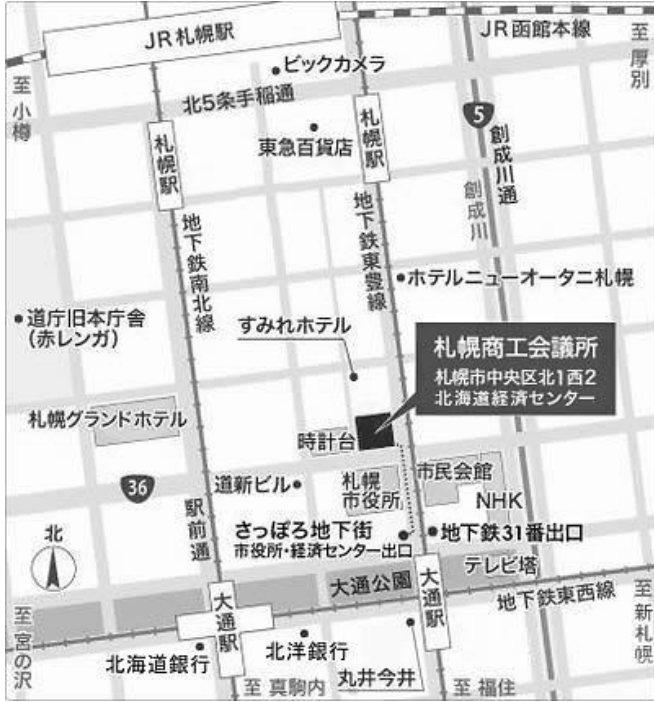 JR札幌駅
JR函館本線
至厚別
至小樽
ビックカメラ
北5条手稲通
5
札幌駅
東急百貨店
札幌駅
創成川通
創成川
地下鉄南北線
地下鉄東豊線
ホテルニューオータニ札幌
道庁旧本庁舎
(赤レンガ)
すみれホテル
札幌商工会議所
札幌市中央区北1西2
北海道経済センター
札幌グランドホテル
時計台
36
道新ビル
札幌
市役所
市民会館
NHK
駅前通
さっぽろ地下街
市役所・経済センター出口
地下鉄31番出口
北
テレビ塔
大通公園
大通駅
大通駅
地下鉄東西線
至新札幌
至宮の沢
北海道銀行
北洋銀行
丸井今井
至 真駒内
至 福住